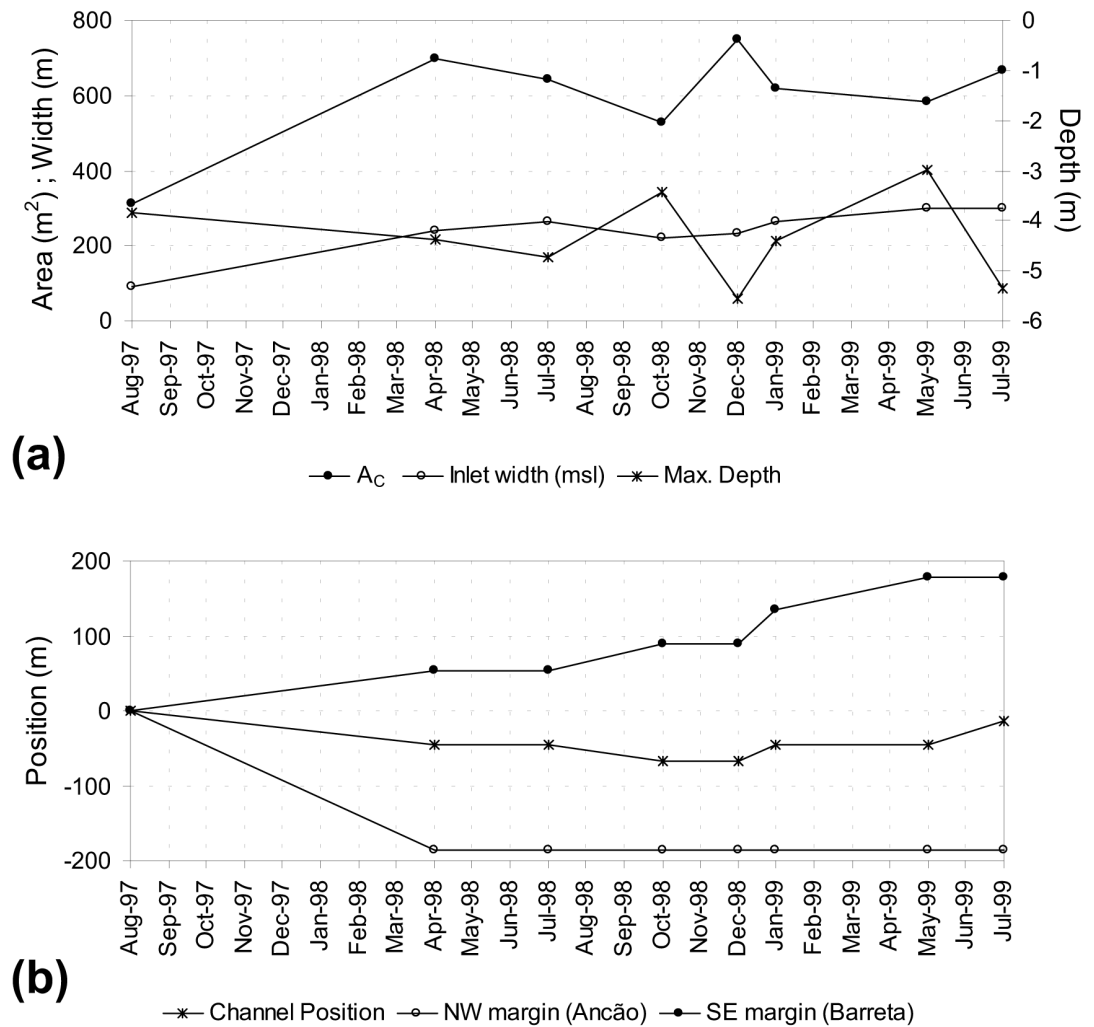 800
600
400
200
0
Area (m²) ; Width (m)
0
-1
-2
-3
-4
-5
-6
Depth (m)
Aug-97
Sep-97
Oct-97
Nov-97
Dec-97
Jan-98
Feb-98
Mar-98
Apr-98
May-98
Jun-98
Jul-98
Aug-98
Sep-98
Oct-98
Nov-98
Dec-98
Jan-99
Feb-99
Mar-99
Apr-99
May-99
Jun-99
Jul-99
(a)
A_C Inlet width (msl) Max. Depth
200
100
0
-100
-200
Position (m)
Aug-97
Sep-97
Oct-97
Nov-97
Dec-97
Jan-98
Feb-98
Mar-98
Apr-98
May-98
Jun-98
Jul-98
Aug-98
Sep-98
Oct-98
Nov-98
Dec-98
Jan-99
Feb-99
Mar-99
Apr-99
May-99
Jun-99
Jul-99
(b)
Channel Position NW margin (Ancão) SE margin (Barreta)